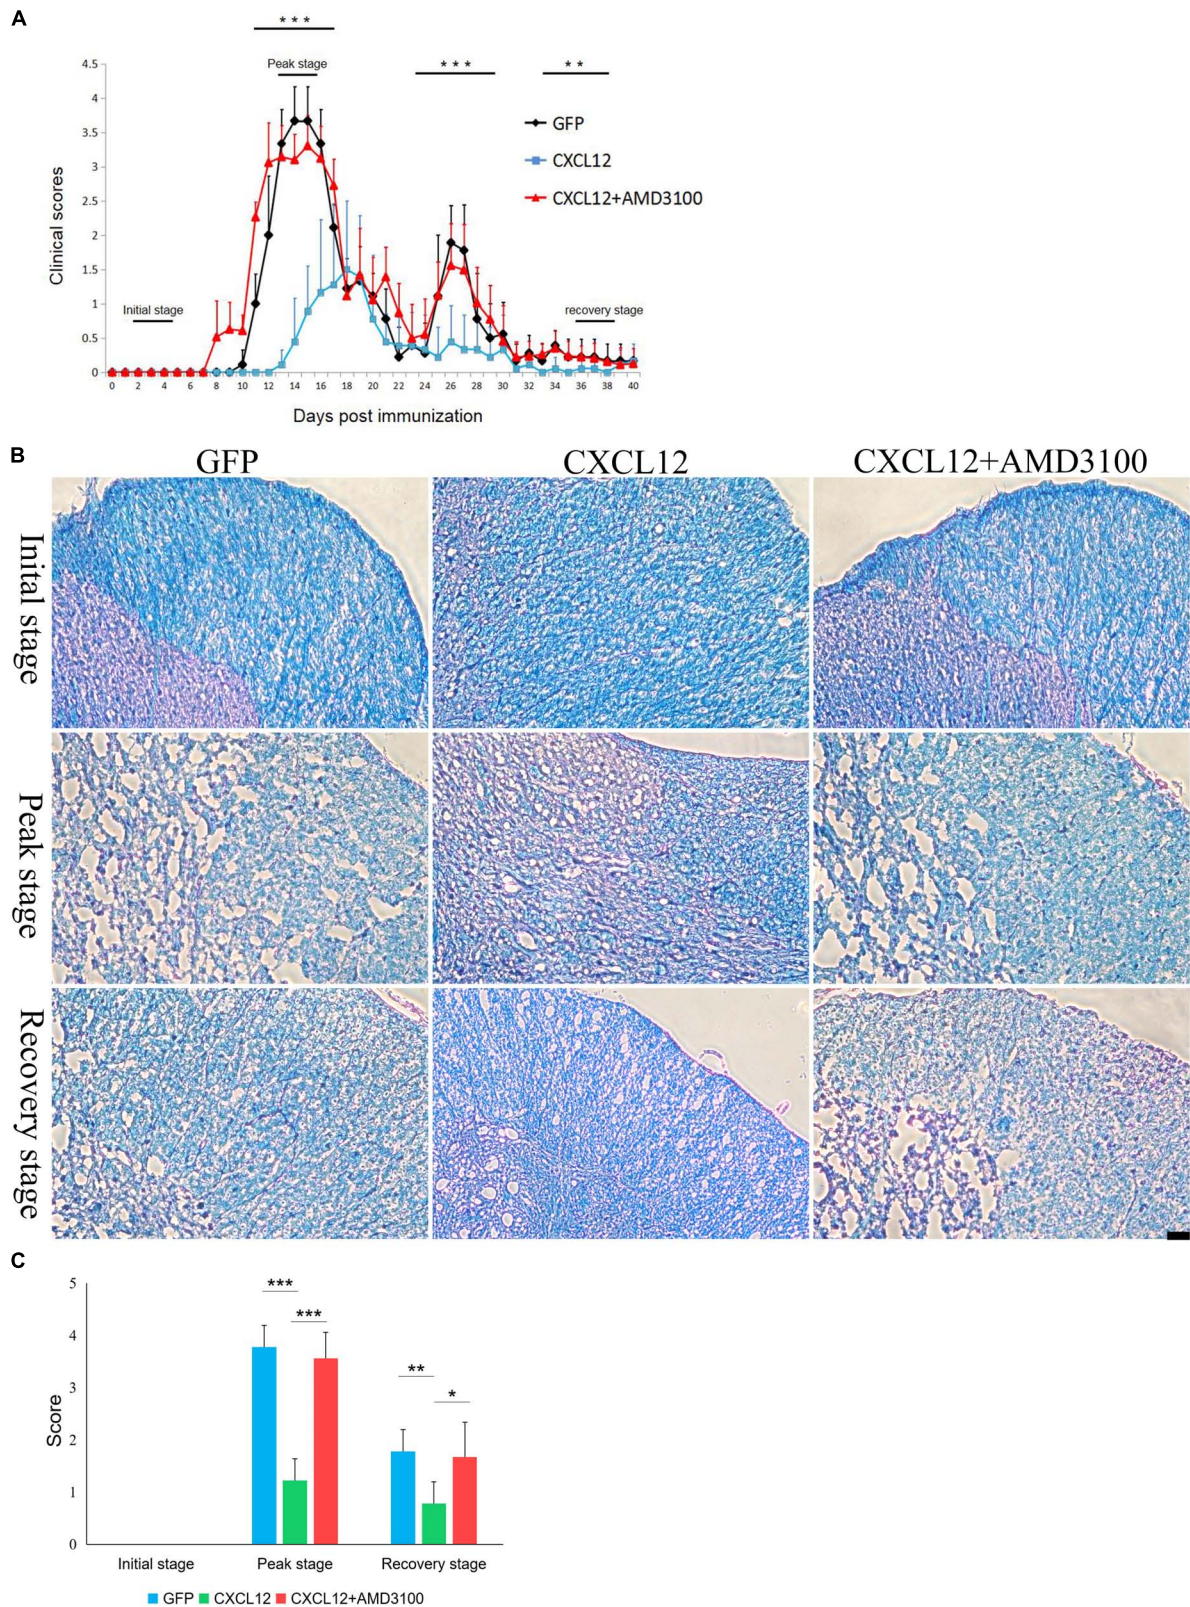 A
* * *
Peak stage
* * *
* *
4.5
4
3.5
3
2.5
2
1.5
1
0.5
0
Clinical scores
GFP
CXCL12
CXCL12+AMD3100
Initial stage
recovery stage
0 2 4 6 8 10 12 14 16 18 20 22 24 26 28 30 32 34 36 38 40
Days post immunization
B
GFP CXCL12 CXCL12+AMD3100
Inital stage
Peak stage
Recovery stage
C
5
4
3
2
1
0
Score
***
***
**
*
Initial stage Peak stage Recovery stage
GFP CXCL12 CXCL12+AMD3100